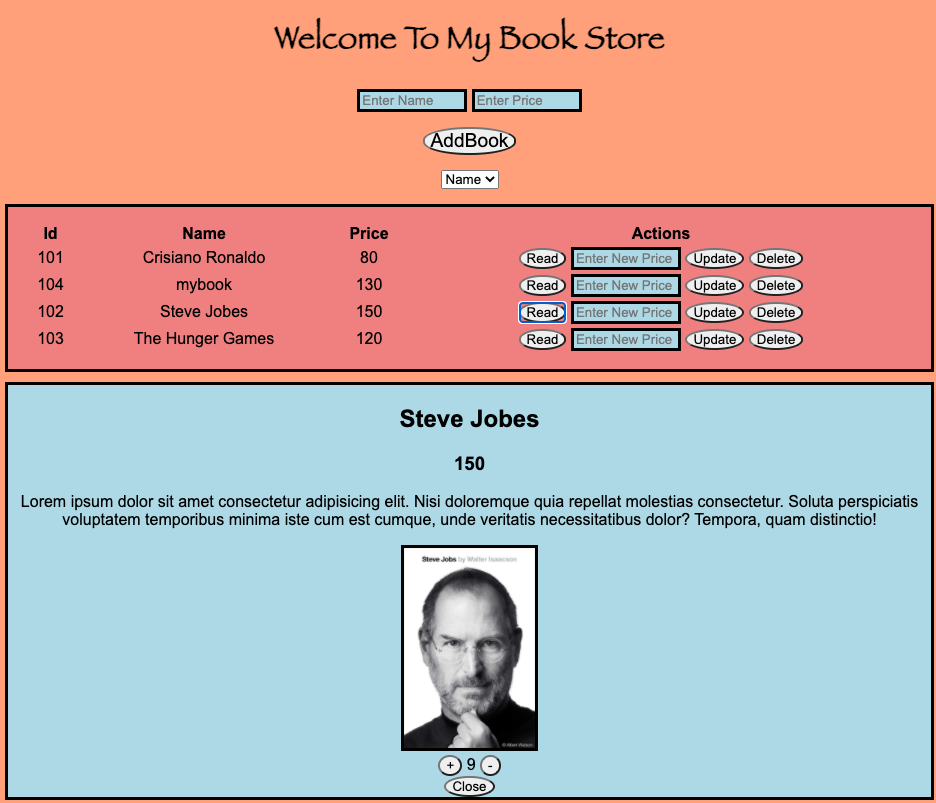 Welcome To My Book Store
Enter Name Enter Price
AddBook
Name
Id Name Price Actions
101 Crisiano Ronaldo 80 Read Enter New Price Update Delete
104 mybook 130 Read Enter New Price Update Delete
102 Steve Jobes 150 Read Enter New Price Update Delete
103 The Hunger Games 120 Read Enter New Price Update Delete
Steve Jobes
150
Lorem ipsum dolor sit amet consectetur adipisicing elit. Nisi doloremque quia repellat molestias consectetur. Soluta perspiciatis
voluptatem temporibus minima iste cum est cumque, unde veritatis necessitatibus dolor? Tempora, quam distinctio!
Steve Jobs by Walter Isaacson
© Albert Watson
+ 9 -
Close